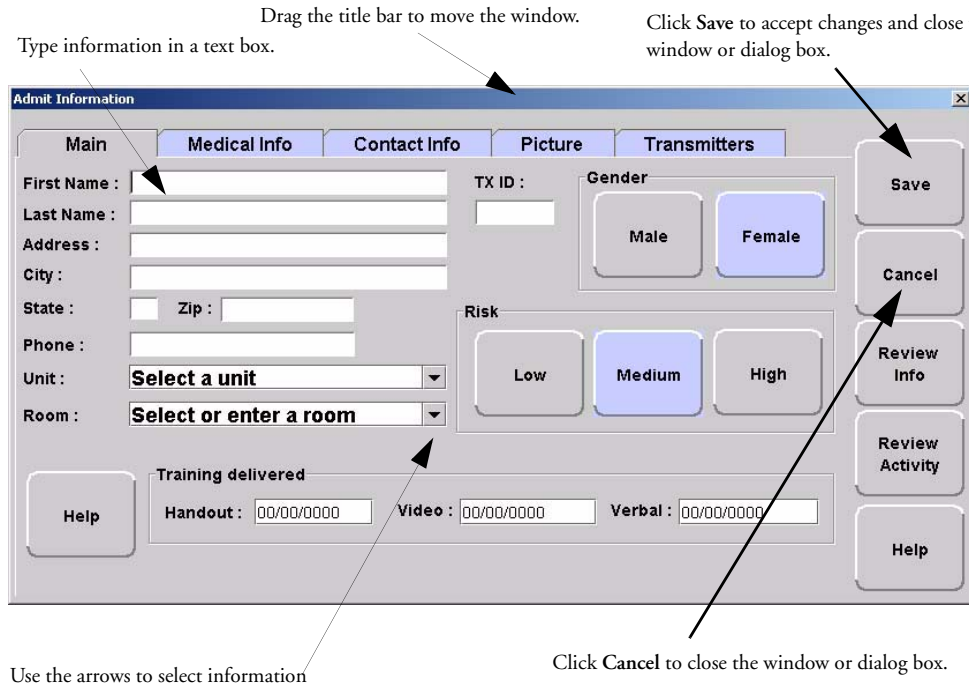 Drag the title bar to move the window.
Click Save to accept changes and close
window or dialog box.
Type information in a text box.
Admit Information
Main
Medical Info
Contact Info
Picture
Transmitters
First Name :
Last Name :
Address :
City :
State :
Zip :
Phone :
Unit :
Select a unit
Room :
Select or enter a room
TX ID :
Gender
Male
Female
Risk
Low
Medium
High
Save
Cancel
Review
Info
Review
Activity
Help
Help
Training delivered
Handout : 00/00/0000
Video : 00/00/0000
Verbal : 00/00/0000
Use the arrows to select information
Click Cancel to close the window or dialog box.